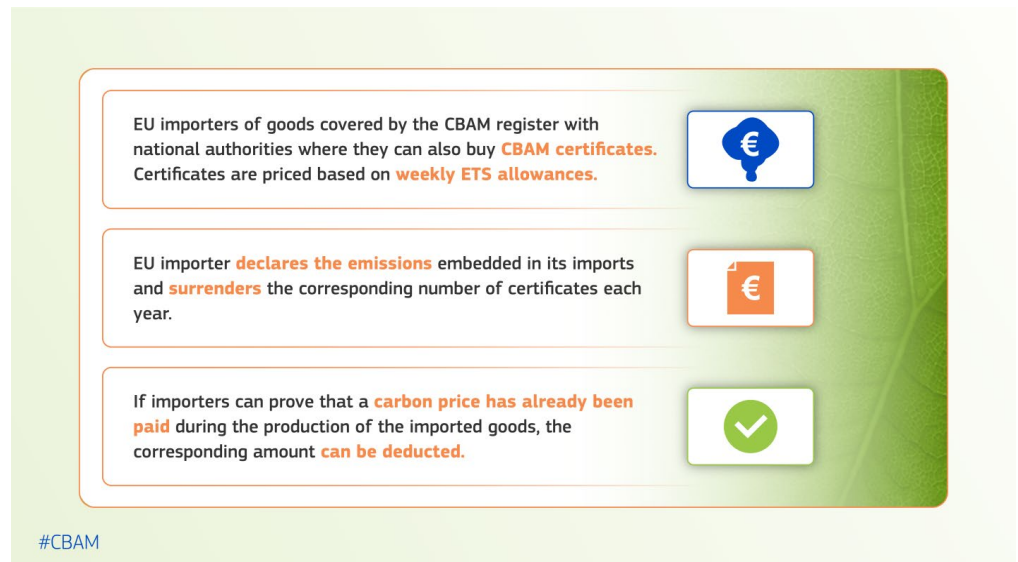 EU importers of goods covered by the CBAM register with
national authorities where they can also buy CBAM certificates.
Certificates are priced based on weekly ETS allowances.
€
EU importer declares the emissions embedded in its imports
and surrenders the corresponding number of certificates each
year.
€
If importers can prove that a carbon price has already been
paid during the production of the imported goods, the
corresponding amount can be deducted.
#CBAM